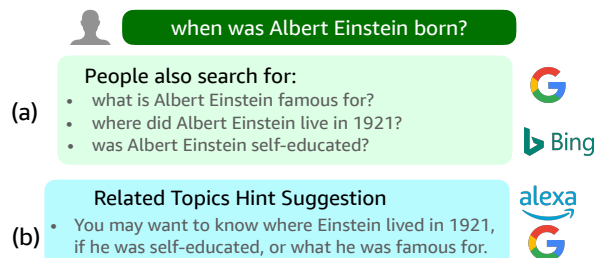 when was Albert Einstein born?
People also search for:
(a)
• what is Albert Einstein famous for?
• where did Albert Einstein live in 1921?
• was Albert Einstein self-educated?
Bing
Related Topics Hint Suggestion
alexa
(b)
• You may want to know where Einstein lived in 1921,
if he was self-educated, or what he was famous for.